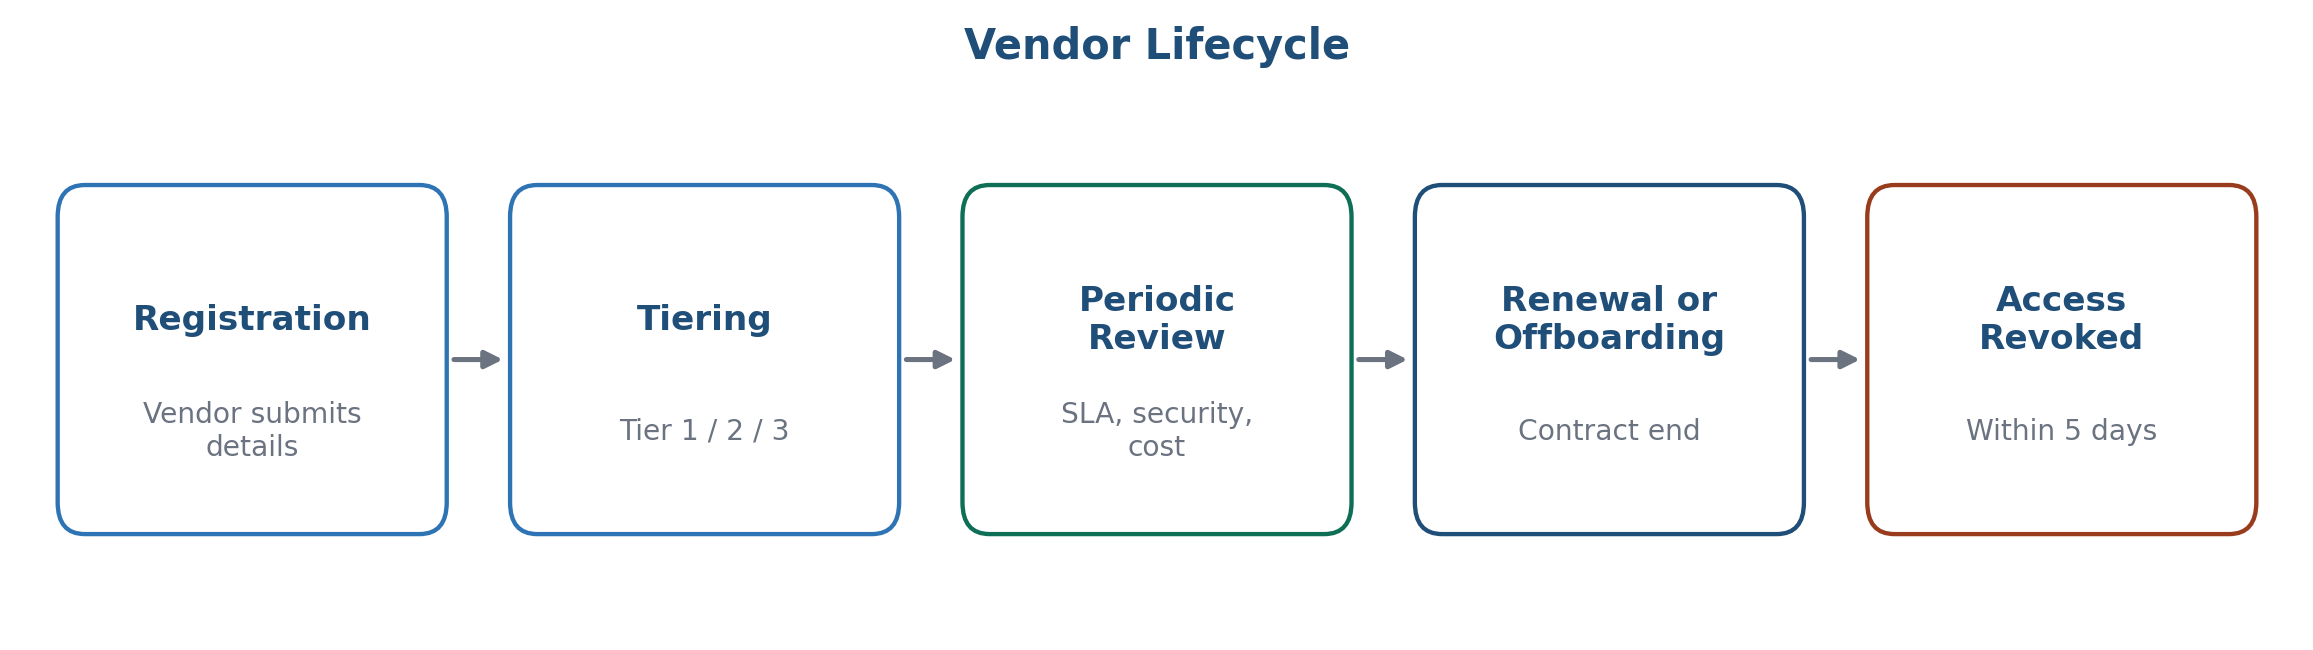 Vendor Lifecycle
Registration
Vendor submits
details
Tiering
Tier 1 / 2 / 3
Periodic
Review
SLA, security,
cost
Renewal or
Offboarding
Contract end
Access
Revoked
Within 5 days